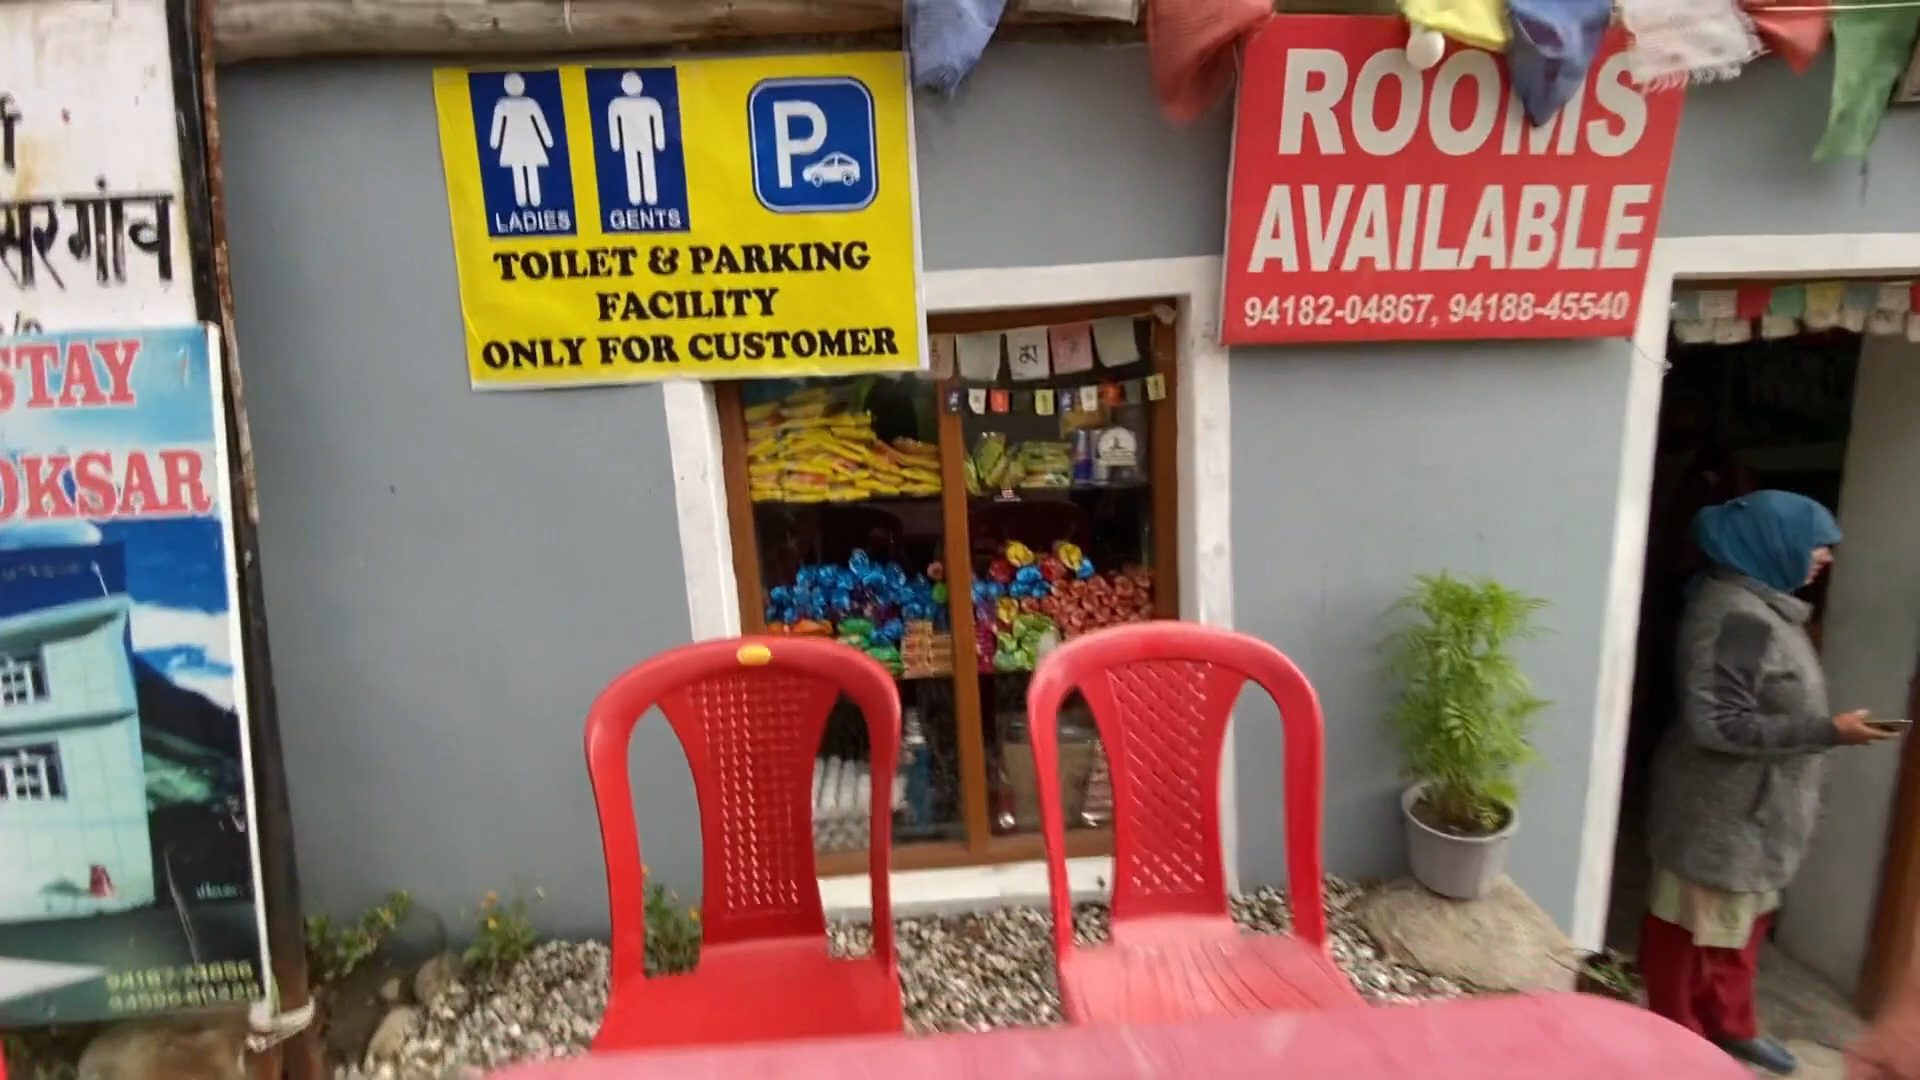 सर गांव
STAY
OKSAR
LADIES
GENTS
P
TOILET & PARKING
FACILITY
ONLY FOR CUSTOMER
ROOMS
AVAILABLE
94182-04867, 94188-45540